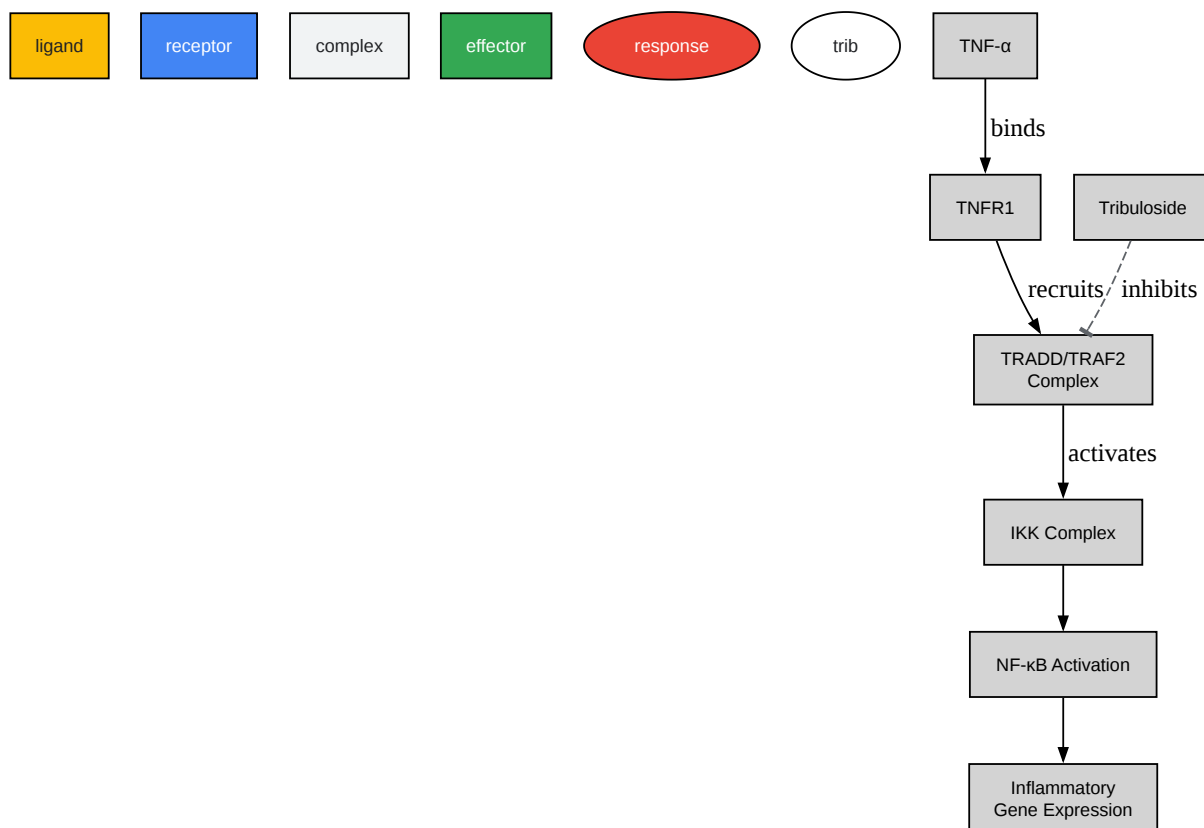 ligand
receptor
complex
effector
response
trib
TNF-α
binds
TNFR1
Tribuloside
recruits
inhibits
TRADD/TRAF2
Complex
activates
IKK Complex
NF-κB Activation
Inflammatory
Gene Expression